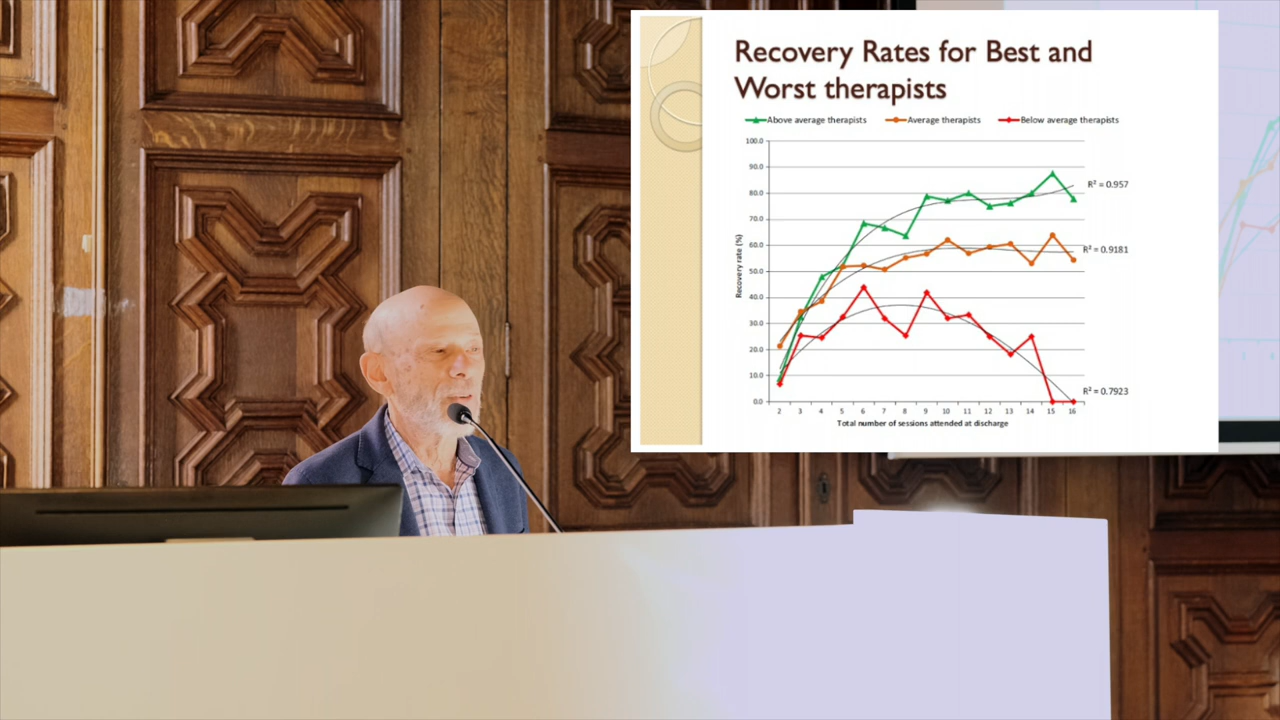 Recovery Rates for Best and
Worst therapists
Above average therapists Average therapists Below average therapists
100.0
90.0
80.0
70.0
60.0
50.0
40.0
30.0
20.0
10.0
0.0
Recovery rate (%)
R² = 0.957
R² = 0.9181
R² = 0.7923
2 3 4 5 6 7 8 9 10 11 12 13 14 15 16
Total number of sessions attended at discharge